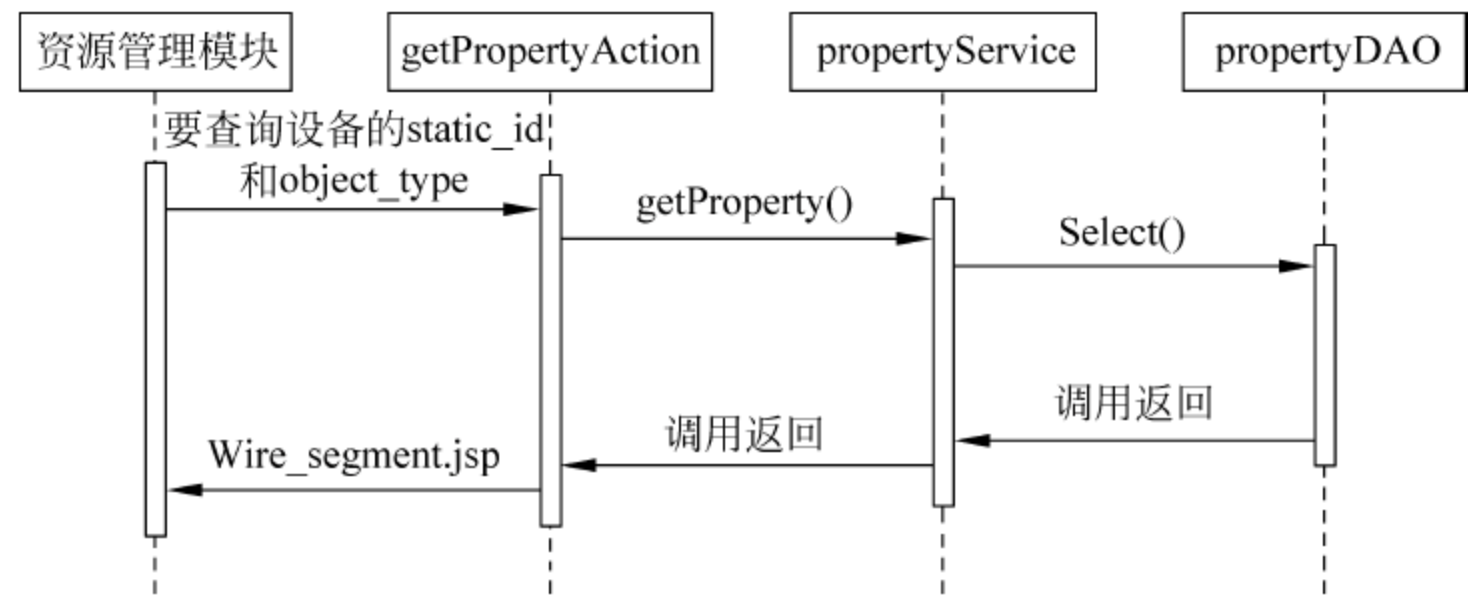 资源管理模块
getPropertyAction
propertyService
propertyDAO
要查询设备的static_id
和object_type
getProperty()
Select()
调用返回
调用返回
Wire_segment.jsp